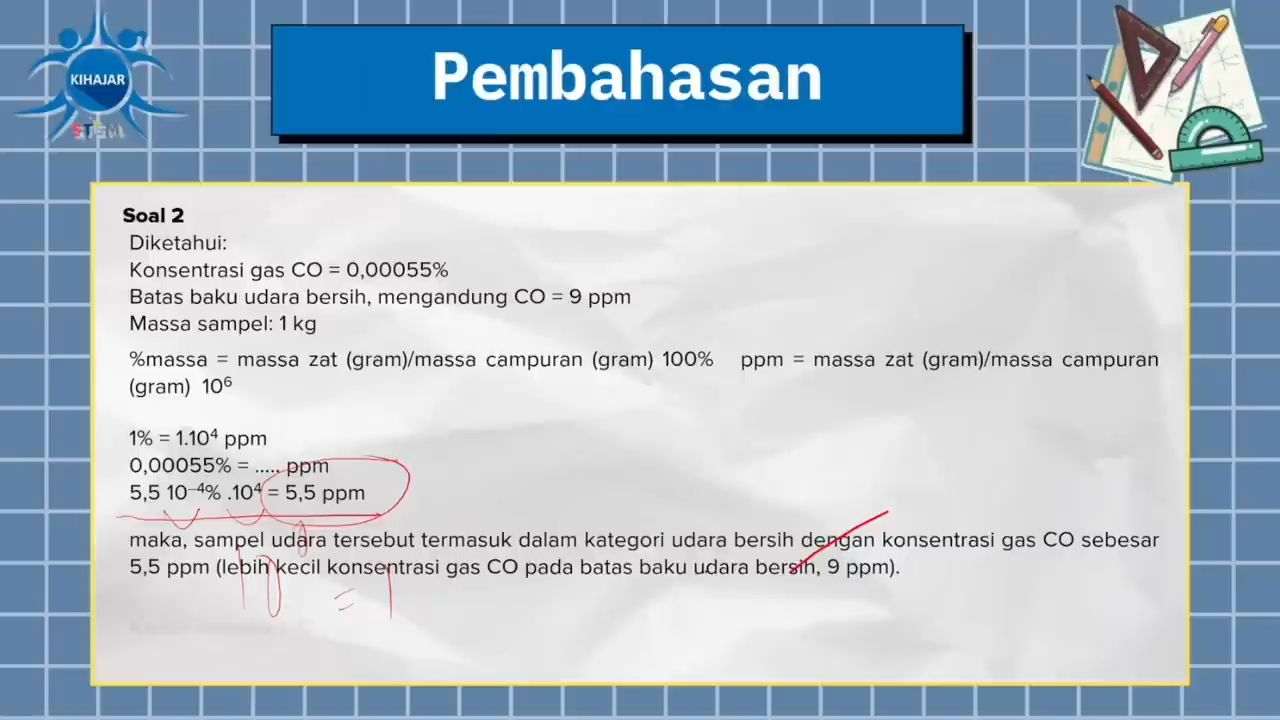 KIHAJAR
STEM
Pembahasan
Soal 2
Diketahui:
Konsentrasi gas CO = 0,00055%
Batas baku udara bersih, mengandung CO = 9 ppm
Massa sampel: 1 kg
%massa = massa zat (gram)/massa campuran (gram) 100% ppm = massa zat (gram)/massa campuran
(gram) 10⁶
1% = 1.10⁴ ppm
0,00055% = ..... ppm
5,5 10⁻⁴% .10⁴ = 5,5 ppm
maka, sampel udara tersebut termasuk dalam kategori udara bersih dengan konsentrasi gas CO sebesar
5,5 ppm (lebih kecil konsentrasi gas CO pada batas baku udara bersih, 9 ppm).
10⁰ = 1